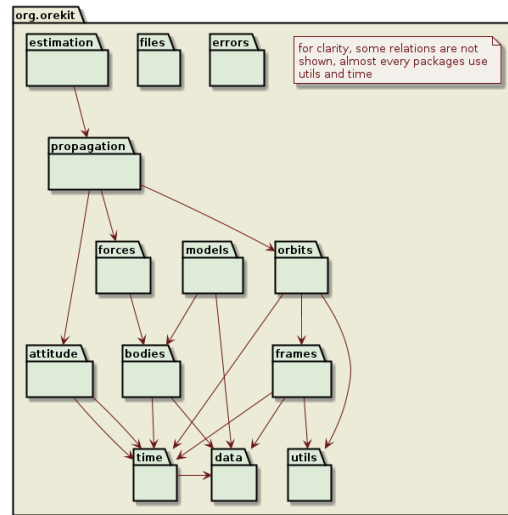 org.orekit
estimation
files
errors
for clarity, some relations are not
shown, almost every packages use
utils and time
propagation
forces
models
orbits
attitude
bodies
frames
time
data
utils